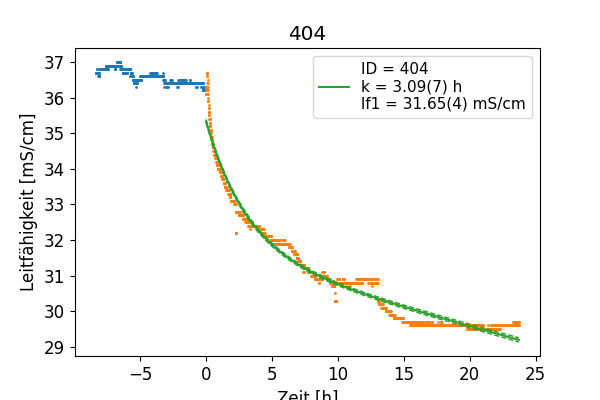 404
37
36
35
34
33
32
31
30
29
Leitfähigkeit [mS/cm]
ID = 404
k = 3.09(7) h
lf1 = 31.65(4) mS/cm
−5 0 5 10 15 20 25
Zeit [h]